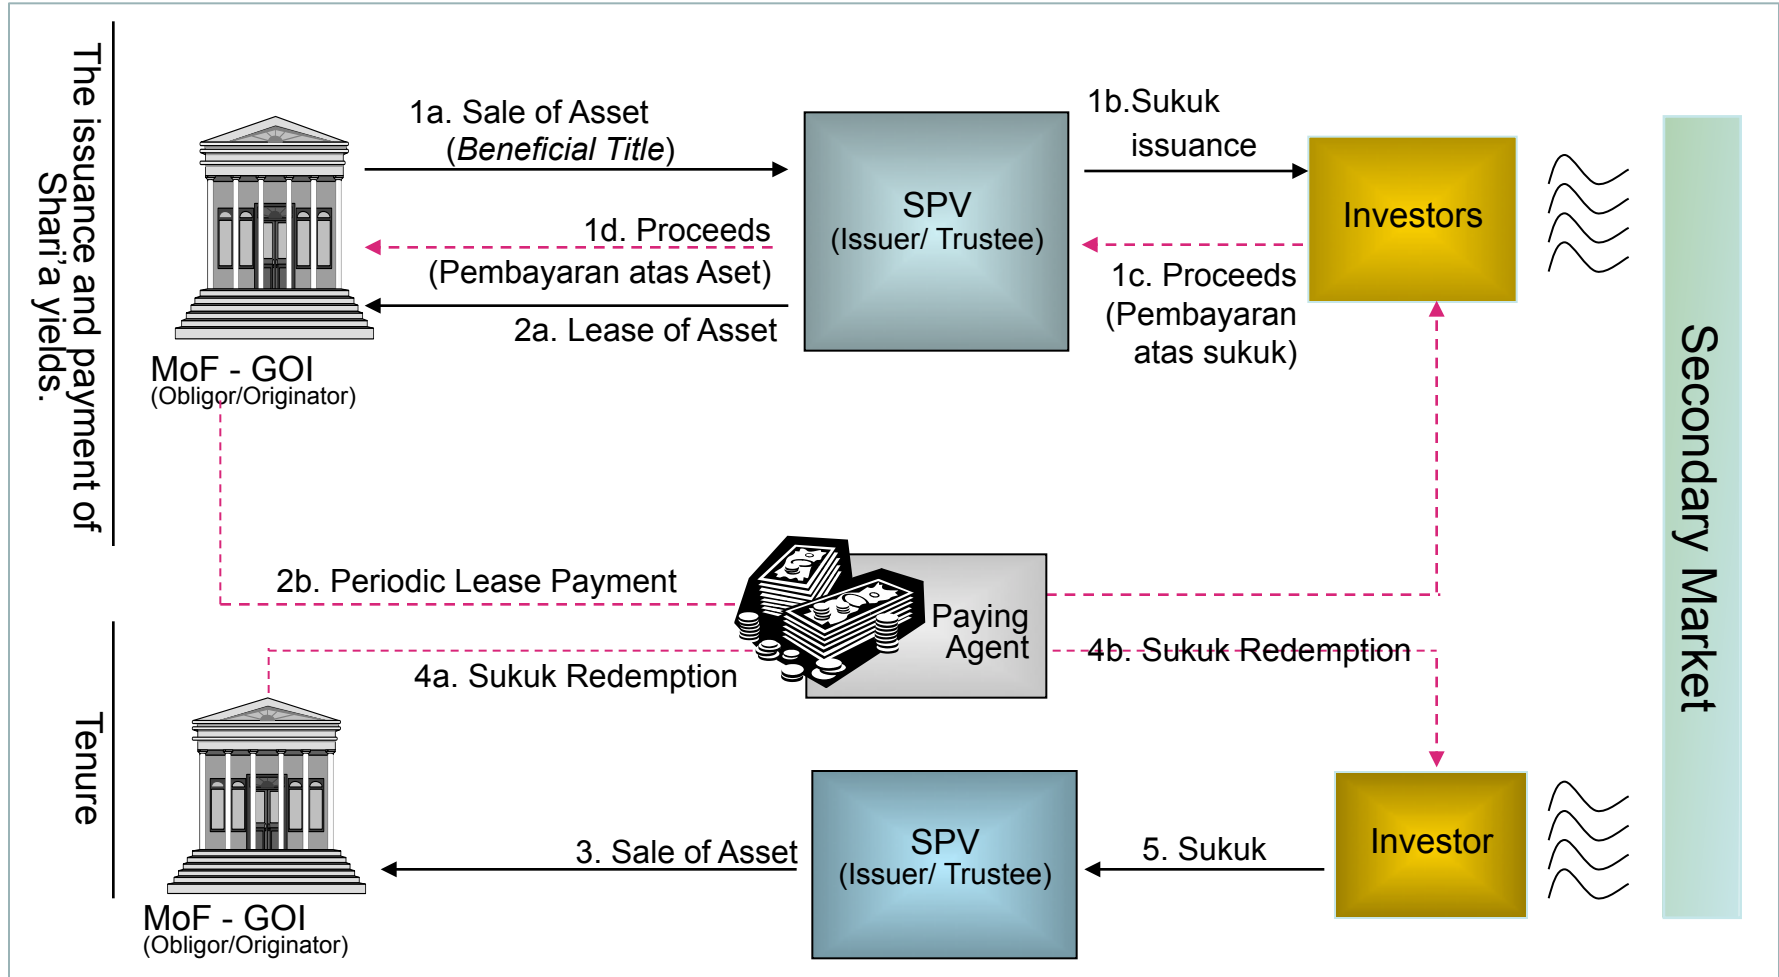 The issuance and payment of
Shari"a yields.
1a. Sale of Asset
(Beneficial Title)
1b.Sukuk
issuance
SPV
(Issuer/ Trustee)
Investors
1d. Proceeds
(Pembayaran atas Aset)
1c. Proceeds
(Pembayaran
atas sukuk)
2a. Lease of Asset
MoF - GOI
(Obligor/Originator)
Secondary Market
2b. Periodic Lease Payment
Paying
Agent
4a. Sukuk Redemption
4b. Sukuk Redemption
Tenure
SPV
(Issuer/ Trustee)
Investor
3. Sale of Asset
5. Sukuk
MoF - GOI
(Obligor/Originator)